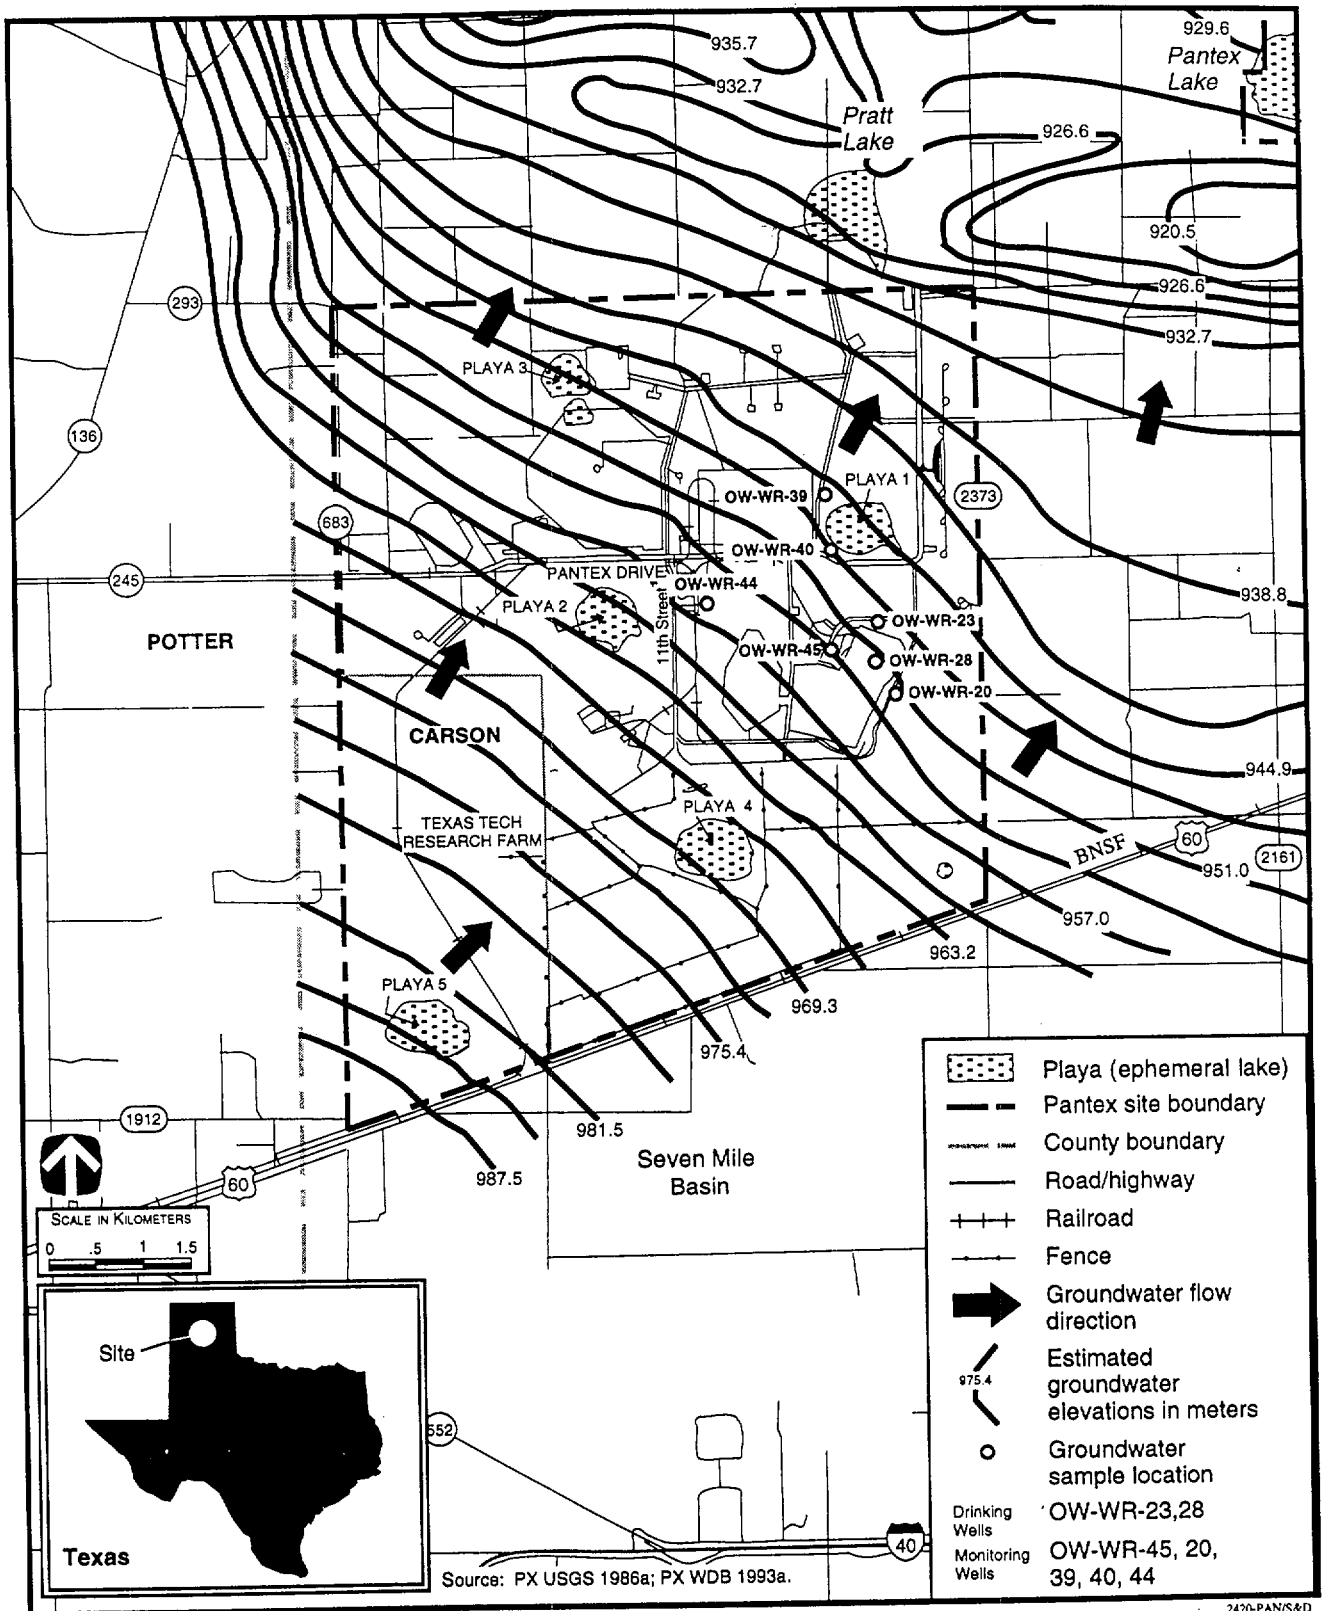 935.7
929.6
Pantex
Lake
932.7
Pratt
Lake
926.6
920.5
926.6
293
932.7
PLAYA 3
136
OW-WR-39
PLAYA 1
2373
683
OW-WR-40
245
PANTEX DRIVE
OW-WR-44
938.8
PLAYA 2
11th Street
OW-WR-23
POTTER
OW-WR-45
OW-WR-28
OW-WR-20
CARSON
944.9
PLAYA 4
TEXAS TECH
RESEARCH FARM
BNSF
60
2161
951.0
957.0
963.2
PLAYA 5
969.3
975.4
1912
981.5
987.5
60
Seven Mile
Basin
SCALE IN KILOMETERS
0 .5 1 1.5
Site
Texas
552
40
Source: PX USGS 1986a; PX WDB 1993a.
Playa (ephemeral lake)
Pantex site boundary
County boundary
Road/highway
Railroad
Fence
Groundwater flow
direction
975.4
Estimated
groundwater
elevations in meters
Groundwater
sample location
Drinking
Wells
OW-WR-23,28
Monitoring
Wells
OW-WR-45, 20,
39, 40, 44
2420-PAN/S&D